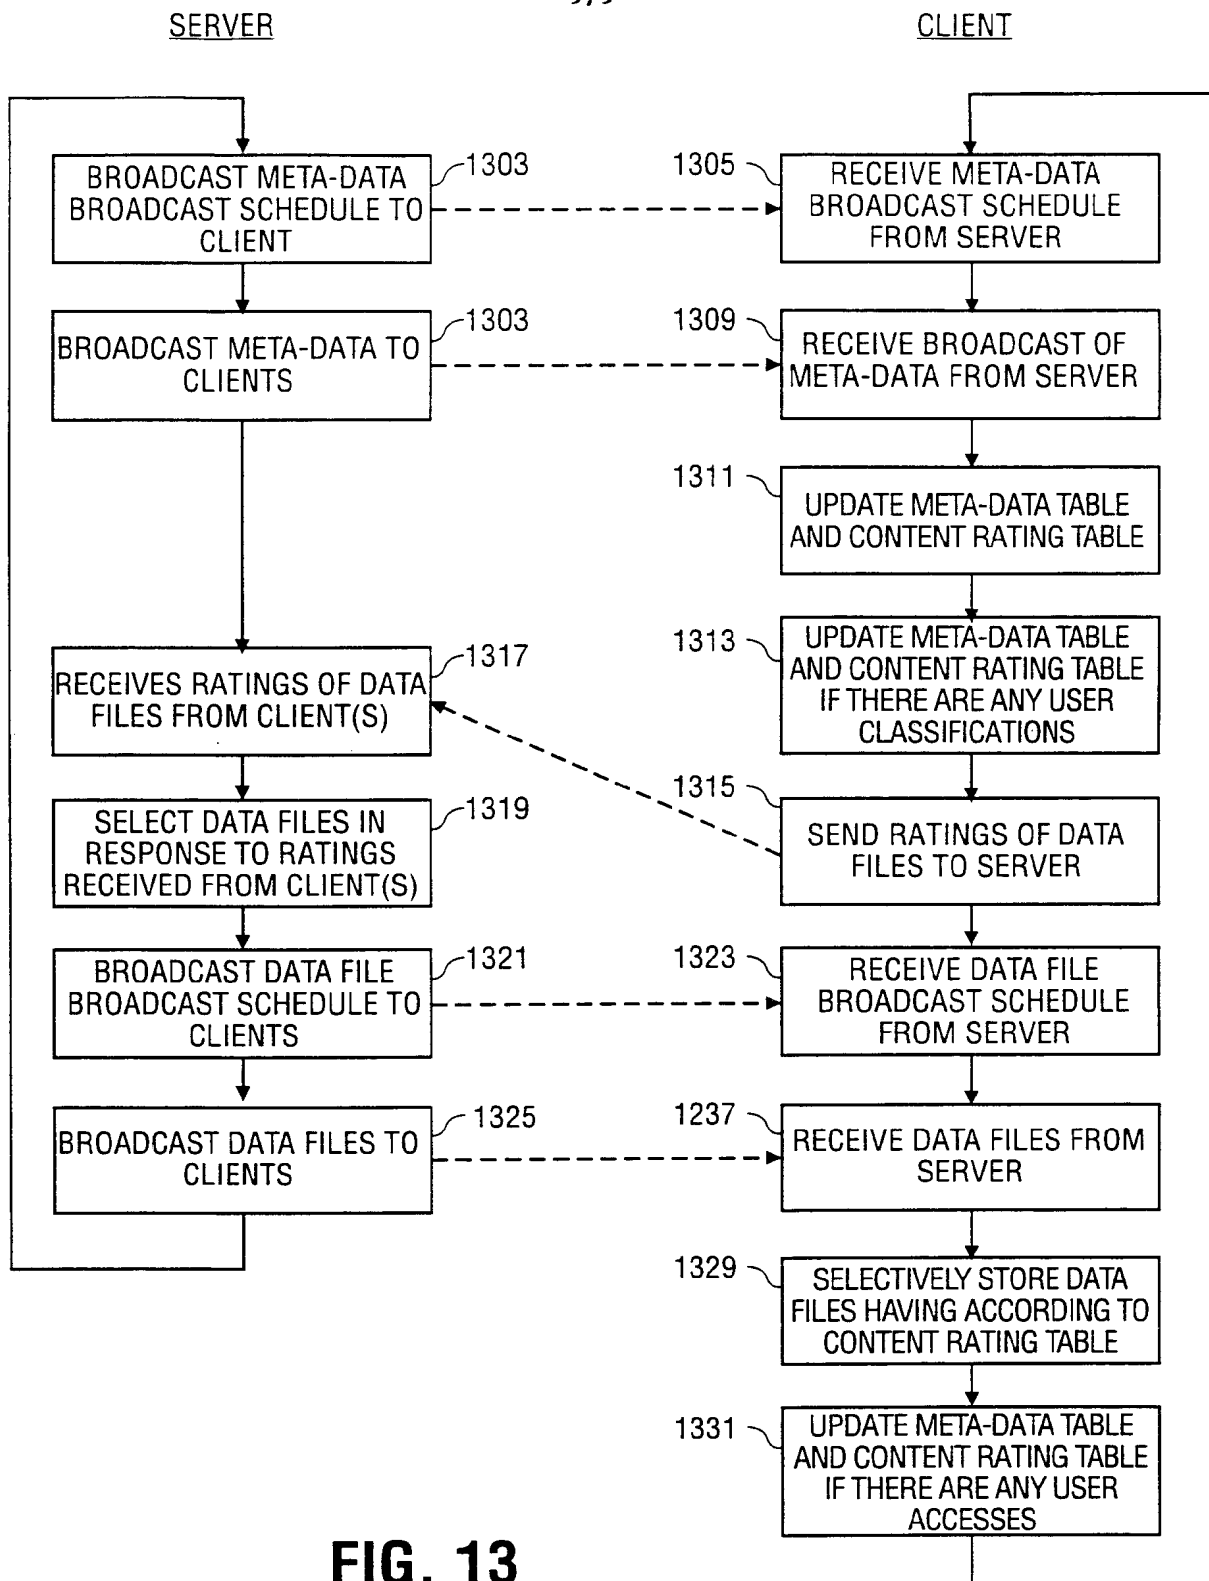 SERVER
CLIENT
BROADCAST META-DATA
BROADCAST SCHEDULE TO
CLIENT
1303
1305
RECEIVE META-DATA
BROADCAST SCHEDULE
FROM SERVER
BROADCAST META-DATA TO
CLIENTS
1303
1309
RECEIVE BROADCAST OF
META-DATA FROM SERVER
1311
UPDATE META-DATA TABLE
AND CONTENT RATING TABLE
1313
UPDATE META-DATA TABLE
AND CONTENT RATING TABLE
IF THERE ARE ANY USER
CLASSIFICATIONS
RECEIVES RATINGS OF DATA
FILES FROM CLIENT(S)
1317
1315
SEND RATINGS OF DATA
FILES TO SERVER
SELECT DATA FILES IN
RESPONSE TO RATINGS
RECEIVED FROM CLIENT(S)
1319
BROADCAST DATA FILE
BROADCAST SCHEDULE TO
CLIENTS
1321
1323
RECEIVE DATA FILE
BROADCAST SCHEDULE
FROM SERVER
BROADCAST DATA FILES TO
CLIENTS
1325
1237
RECEIVE DATA FILES FROM
SERVER
1329
SELECTIVELY STORE DATA
FILES HAVING ACCORDING TO
CONTENT RATING TABLE
1331
UPDATE META-DATA TABLE
AND CONTENT RATING TABLE
IF THERE ARE ANY USER
ACCESSES
FIG. 13